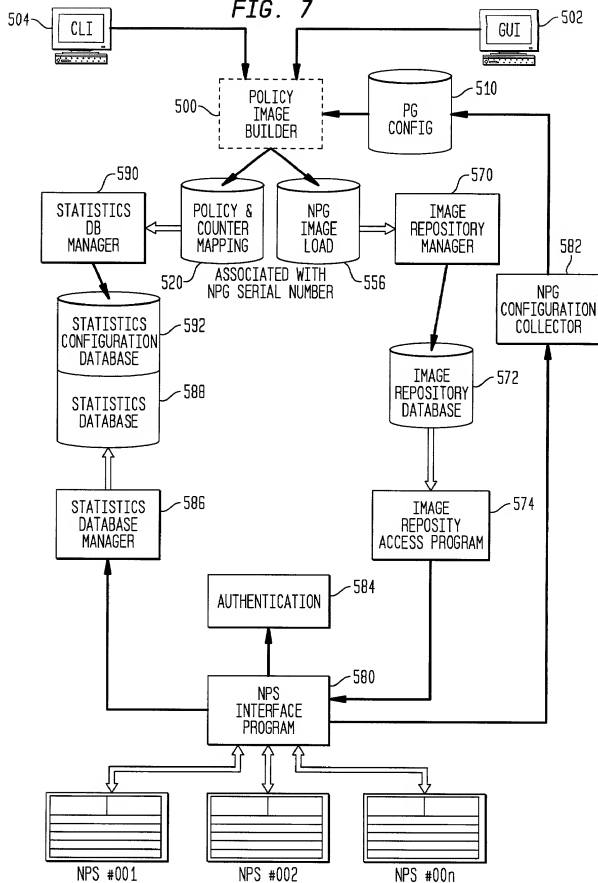 FIG. 7
504
CLI
GUI
502
500
POLICY
IMAGE
BUILDER
510
PG
CONFIG
590
STATISTICS
DB
MANAGER
POLICY &
COUNTER
MAPPING
NPG
IMAGE
LOAD
570
IMAGE
REPOSITORY
MANAGER
520
ASSOCIATED WITH
NPG SERIAL NUMBER
556
582
NPG
CONFIGURATION
COLLECTOR
STATISTICS
CONFIGURATION
DATABASE
592
STATISTICS
DATABASE
588
IMAGE
REPOSITORY
DATABASE
572
STATISTICS
DATABASE
MANAGER
586
IMAGE
REPOSITY
ACCESS PROGRAM
574
AUTHENTICATION
584
NPS
INTERFACE
PROGRAM
580
NPS #001
NPS #002
NPS #00n